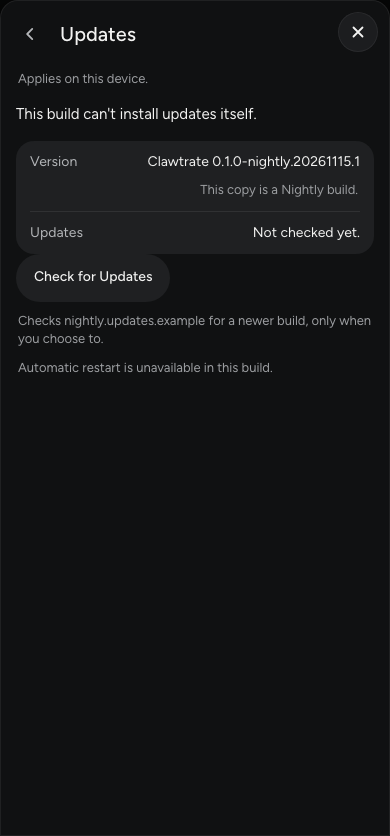 Updates
Applies on this device.
This build can't install updates itself.
Version Clawtrate 0.1.0-nightly.20261115.1
This copy is a Nightly build.
Updates Not checked yet.
Check for Updates
Checks nightly.updates.example for a newer build, only when
you choose to.
Automatic restart is unavailable in this build.